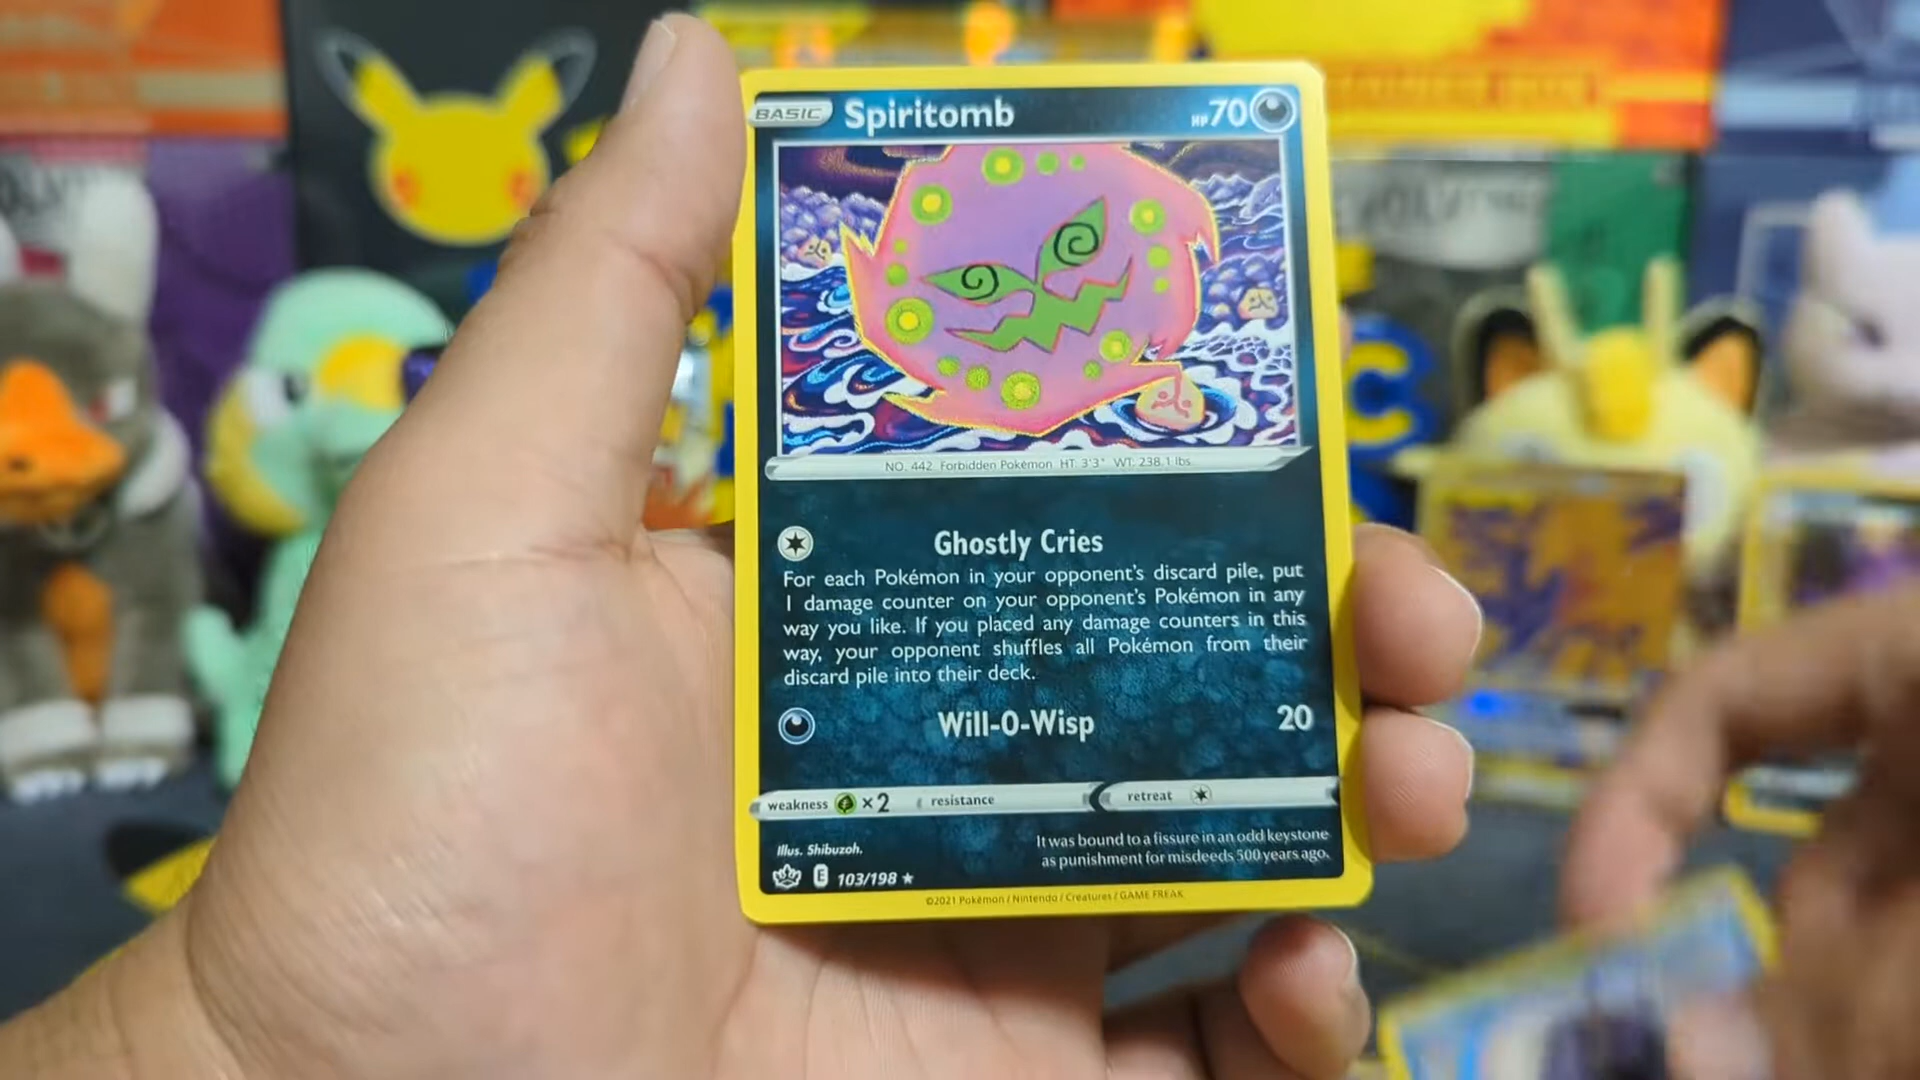 BASIC Spiritomb HP 70
NO. 442 Forbidden Pokémon HT: 3'3" WT: 238.1 lbs.
Ghostly Cries
For each Pokémon in your opponent's discard pile, put
1 damage counter on your opponent's Pokémon in any
way you like. If you placed any damage counters in this
way, your opponent shuffles all Pokémon from their
discard pile into their deck.
Will-O-Wisp 20
weakness ×2 resistance retreat
It was bound to a fissure in an odd keystone
as punishment for misdeeds 500 years ago.
Illus. Shibuzoh.
E 103/198 ★
©2021 Pokémon / Nintendo / Creatures / GAME FREAK